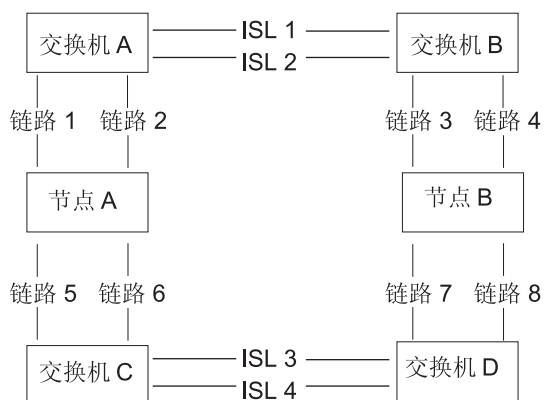 交换机 A
ISL 1
交换机 B
ISL 2
链路 1
链路 2
链路 3
链路 4
节点 A
节点 B
链路 5
链路 6
链路 7
链路 8
交换机 C
ISL 3
交换机 D
ISL 4